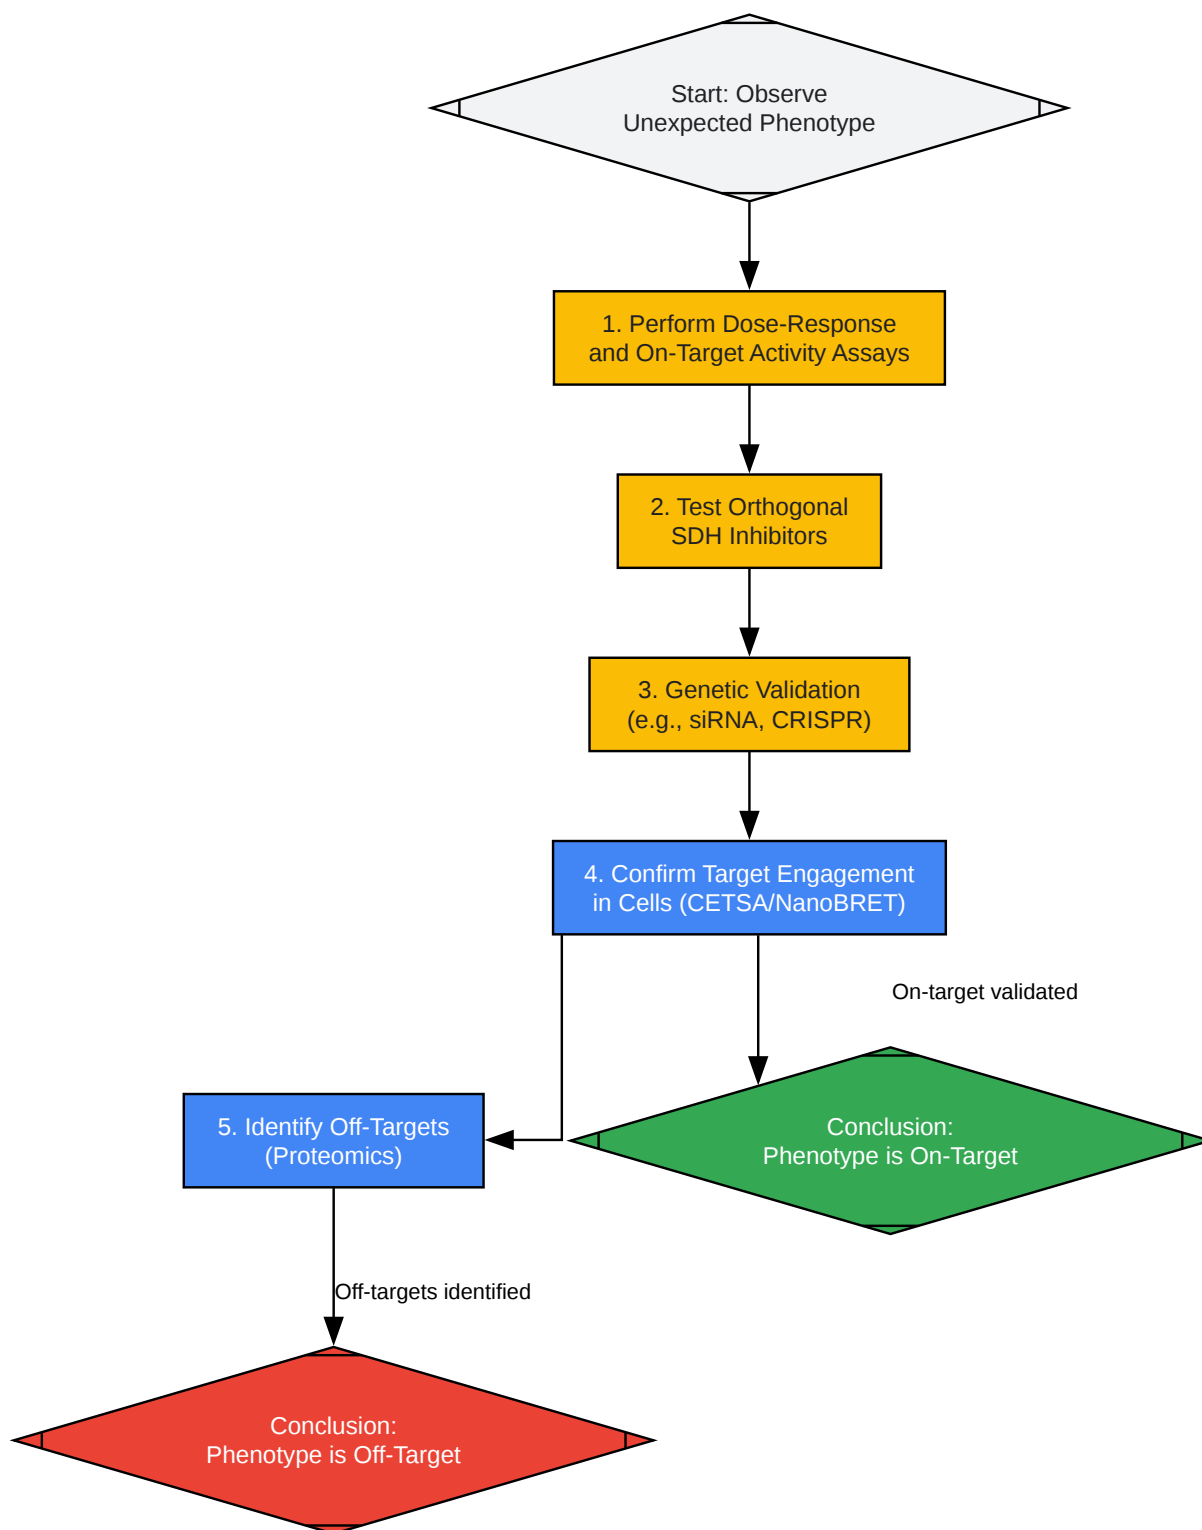 Start: Observe
Unexpected Phenotype
1. Perform Dose-Response
and On-Target Activity Assays
2. Test Orthogonal
SDH Inhibitors
3. Genetic Validation
(e.g., siRNA, CRISPR)
4. Confirm Target Engagement
in Cells (CETSA/NanoBRET)
On-target validated
5. Identify Off-Targets
(Proteomics)
Conclusion:
Phenotype is On-Target
Off-targets identified
Conclusion:
Phenotype is Off-Target